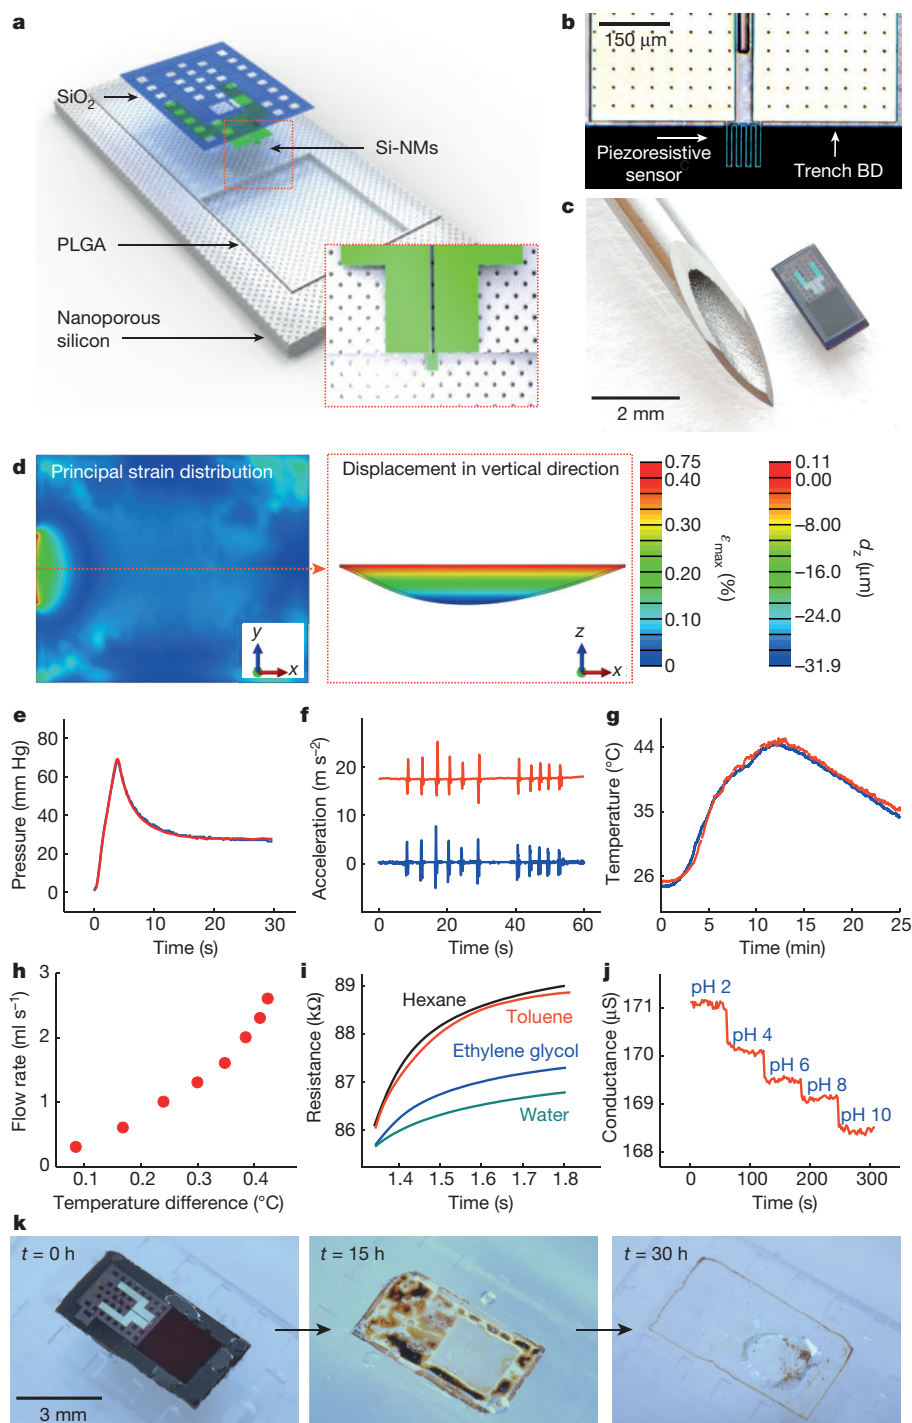 a
SiO2
Si-NMs
PLGA
Nanoporous
silicon
b
150 μm
Piezoresistive
sensor
Trench BD
c
2 mm
d
Principal strain distribution
y
x
Displacement in vertical direction
z
x
0.75
0.40
0.30
0.20
0.10
0
εmax (%)
0.11
0.00
–8.00
–16.0
–24.0
–31.9
dz (μm)
e
Pressure (mm Hg)
80
60
40
20
0
0 10 20 30
Time (s)
f
Acceleration (m s–2)
20
10
0
–10
0 20 40 60
Time (s)
g
Temperature (°C)
44
35
26
0 5 10 15 20 25
Time (min)
h
Flow rate (ml s–1)
3
2
1
0
0.1 0.2 0.3 0.4
Temperature difference (°C)
i
Resistance (kΩ)
89
88
87
86
Hexane
Toluene
Ethylene glycol
Water
1.4 1.5 1.6 1.7 1.8
Time (s)
j
Conductance (μS)
171
170
169
168
pH 2
pH 4
pH 6
pH 8
pH 10
0 100 200 300
Time (s)
k
t = 0 h
3 mm
t = 15 h
t = 30 h